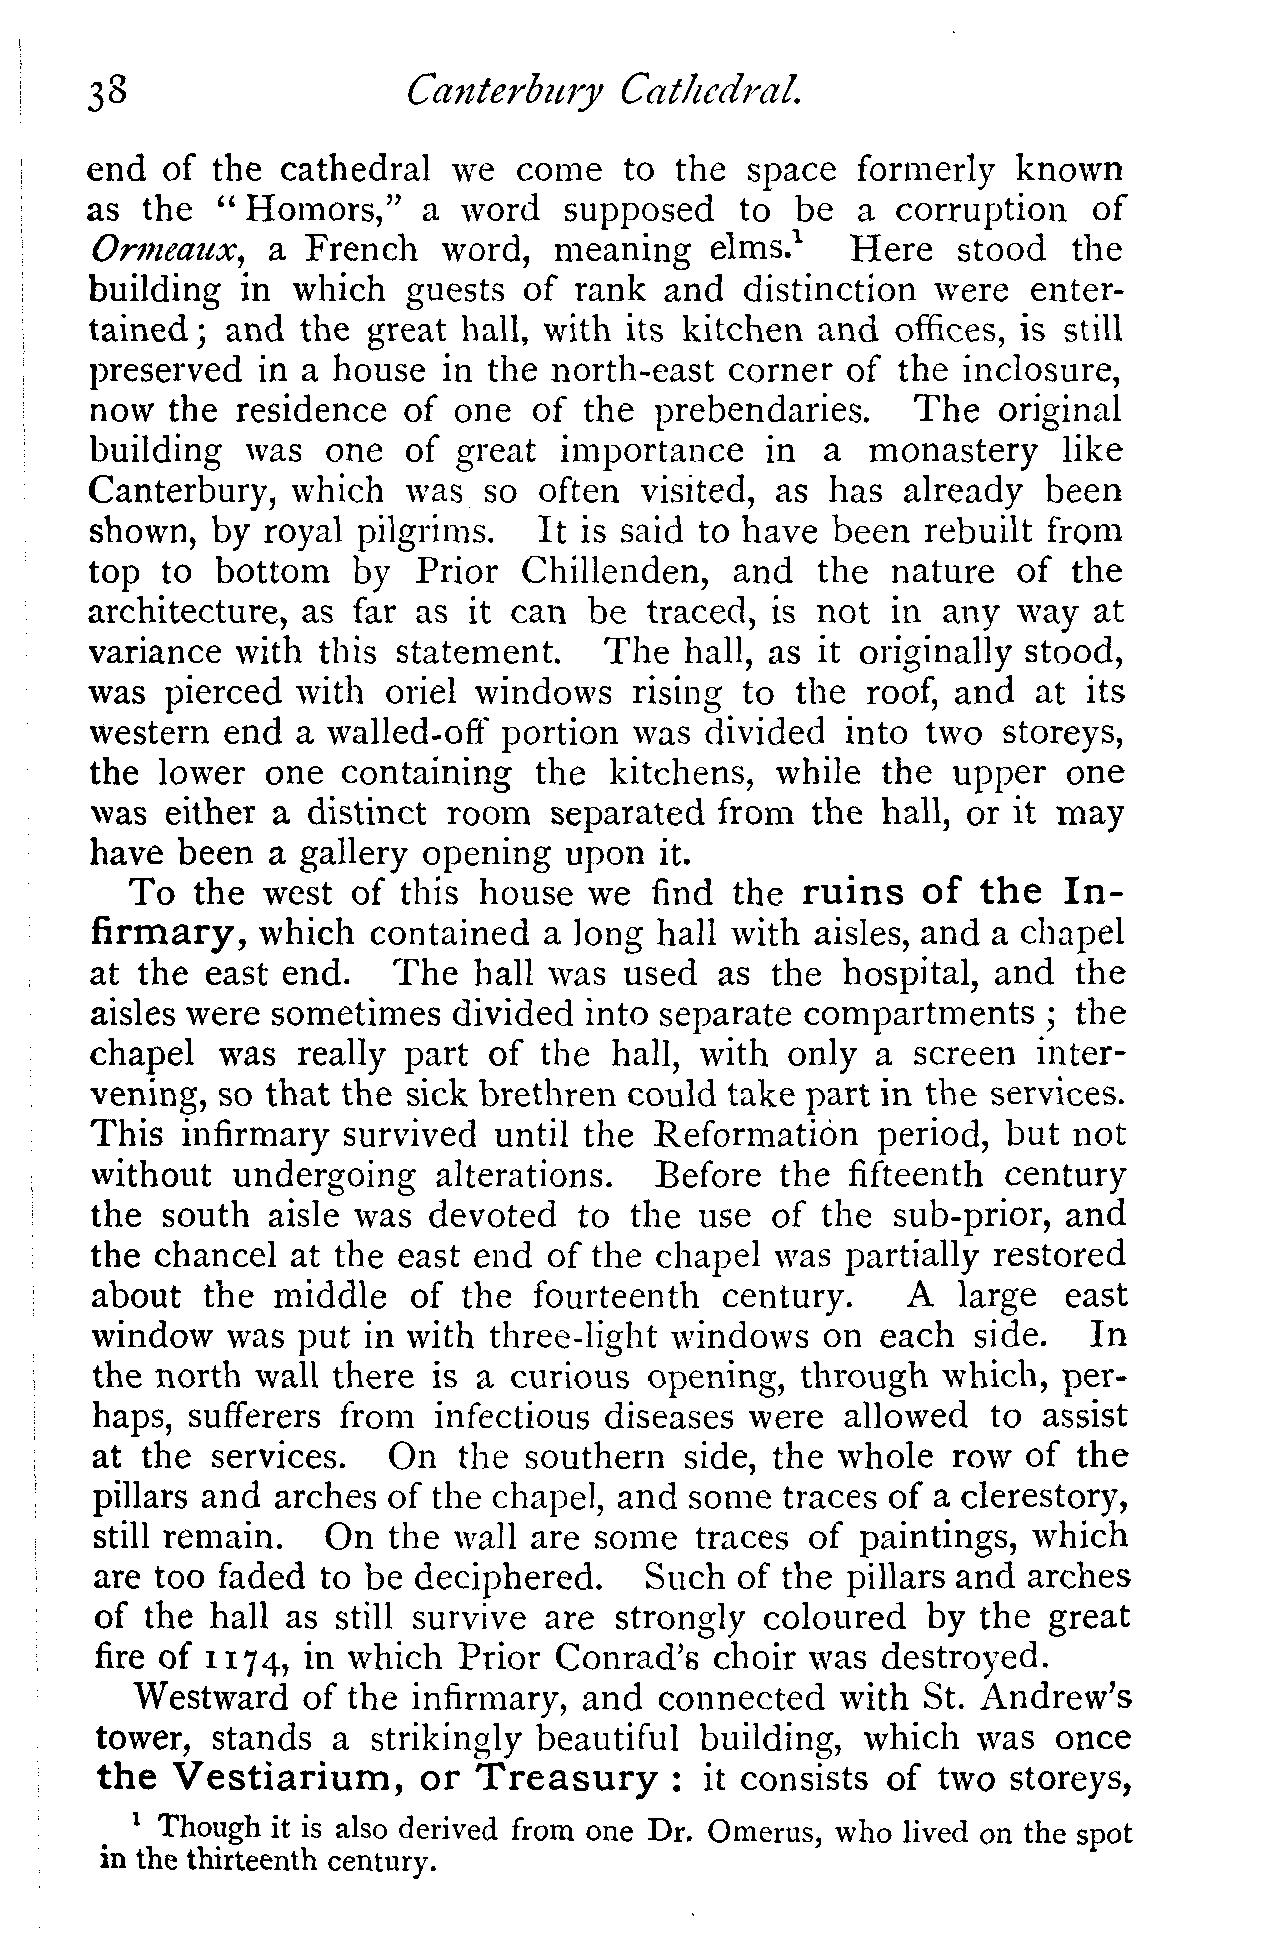 38 Canterbury Cathedral.
end of the cathedral we come to the space formerly known
as the “ Homors,” a word supposed to be a corruption of
Ormeaux, a French word, meaning elms.¹ Here stood the
building in which guests of rank and distinction were enter-
tained ; and the great hall, with its kitchen and offices, is still
preserved in a house in the north-east corner of the inclosure,
now the residence of one of the prebendaries. The original
building was one of great importance in a monastery like
Canterbury, which was so often visited, as has already been
shown, by royal pilgrims. It is said to have been rebuilt from
top to bottom by Prior Chillenden, and the nature of the
architecture, as far as it can be traced, is not in any way at
variance with this statement. The hall, as it originally stood,
was pierced with oriel windows rising to the roof, and at its
western end a walled-off portion was divided into two storeys,
the lower one containing the kitchens, while the upper one
was either a distinct room separated from the hall, or it may
have been a gallery opening upon it.
To the west of this house we find the ruins of the In-
firmary, which contained a long hall with aisles, and a chapel
at the east end. The hall was used as the hospital, and the
aisles were sometimes divided into separate compartments ; the
chapel was really part of the hall, with only a screen inter-
vening, so that the sick brethren could take part in the services.
This infirmary survived until the Reformation period, but not
without undergoing alterations. Before the fifteenth century
the south aisle was devoted to the use of the sub-prior, and
the chancel at the east end of the chapel was partially restored
about the middle of the fourteenth century. A large east
window was put in with three-light windows on each side. In
the north wall there is a curious opening, through which, per-
haps, sufferers from infectious diseases were allowed to assist
at the services. On the southern side, the whole row of the
pillars and arches of the chapel, and some traces of a clerestory,
still remain. On the wall are some traces of paintings, which
are too faded to be deciphered. Such of the pillars and arches
of the hall as still survive are strongly coloured by the great
fire of 1174, in which Prior Conrad’s choir was destroyed.
Westward of the infirmary, and connected with St. Andrew’s
tower, stands a strikingly beautiful building, which was once
the Vestiarium, or Treasury : it consists of two storeys,
¹ Though it is also derived from one Dr. Omerus, who lived on the spot
in the thirteenth century.